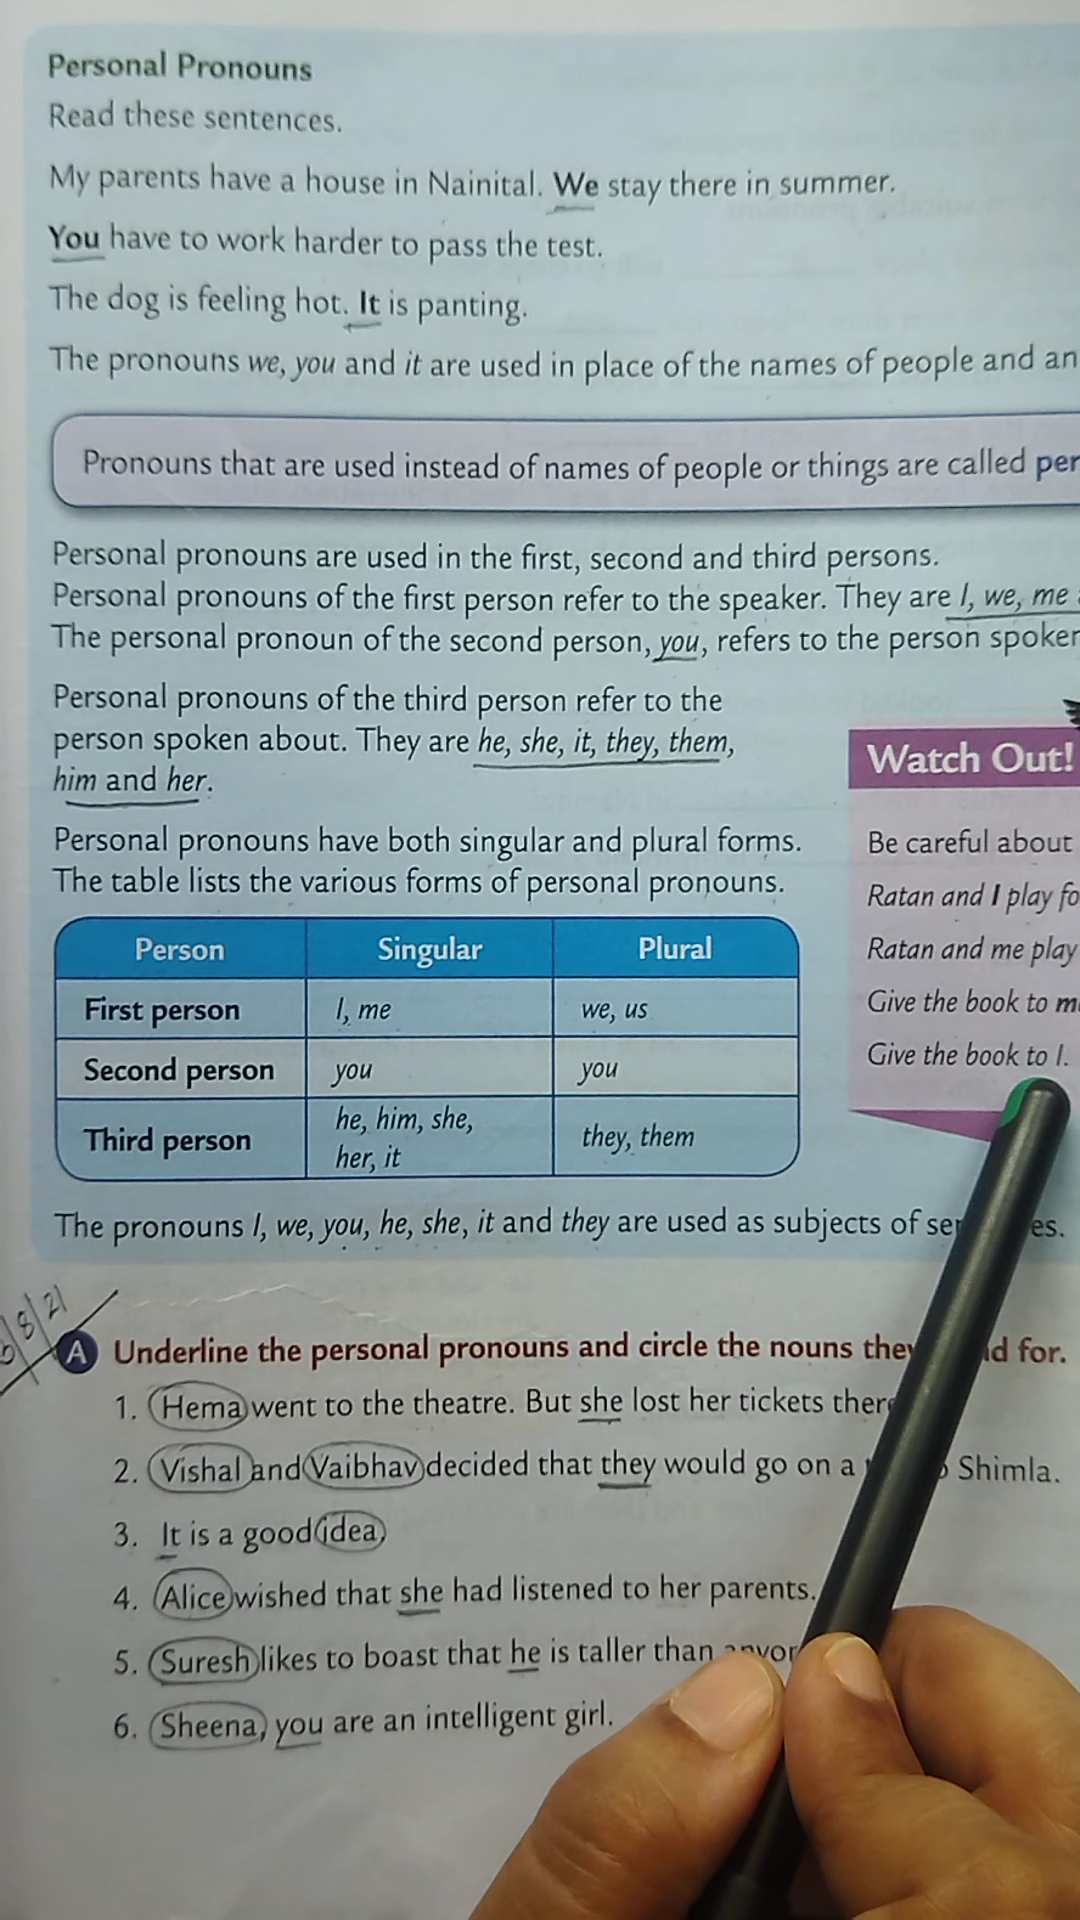 Personal Pronouns
Read these sentences.
My parents have a house in Nainital. We stay there in summer.
You have to work harder to pass the test.
The dog is feeling hot. It is panting.
The pronouns we, you and it are used in place of the names of people and an
Pronouns that are used instead of names of people or things are called per
Personal pronouns are used in the first, second and third persons.
Personal pronouns of the first person refer to the speaker. They are I, we, me
The personal pronoun of the second person, you, refers to the person spoken
Personal pronouns of the third person refer to the
person spoken about. They are he, she, it, they, them,
him and her.
Personal pronouns have both singular and plural forms.
The table lists the various forms of personal pronouns.
Person Singular Plural
First person I, me we, us
Second person you you
Third person he, him, she, they, them
her, it
Watch Out!
Be careful about
Ratan and I play fo
Ratan and me play
Give the book to m
Give the book to I.
The pronouns I, we, you, he, she, it and they are used as subjects of se es.
8/21
A Underline the personal pronouns and circle the nouns they d for.
1. Hema went to the theatre. But she lost her tickets ther
2. Vishal and Vaibhav decided that they would go on a Shimla.
3. It is a good idea
4. Alice wished that she had listened to her parents.
5. Suresh likes to boast that he is taller than
6. Sheena, you are an intelligent girl.